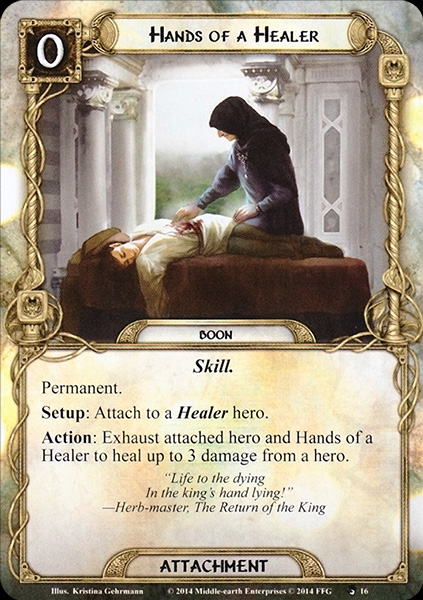 0
HANDS OF A HEALER
BOON
Skill.
Permanent.
Setup: Attach to a Healer hero.
Action: Exhaust attached hero and Hands of a
Healer to heal up to 3 damage from a hero.
“Life to the dying
In the king’s hand lying!”
—Herb-master, The Return of the King
ATTACHMENT
Illus. Kristina Gehrmann © 2014 Middle-earth Enterprises © 2014 FFG 16